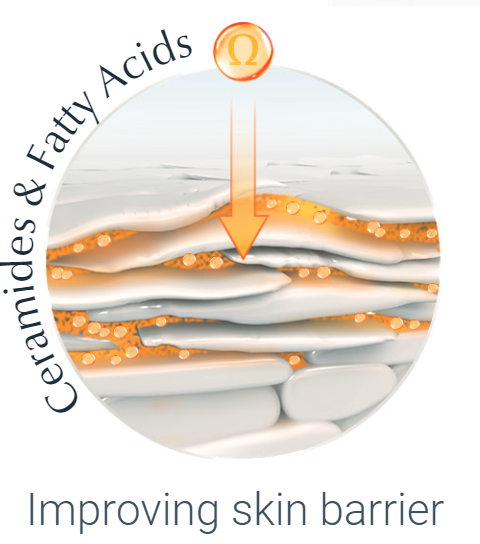 Ω
Ceramides & Fatty Acids
Improving skin barrier